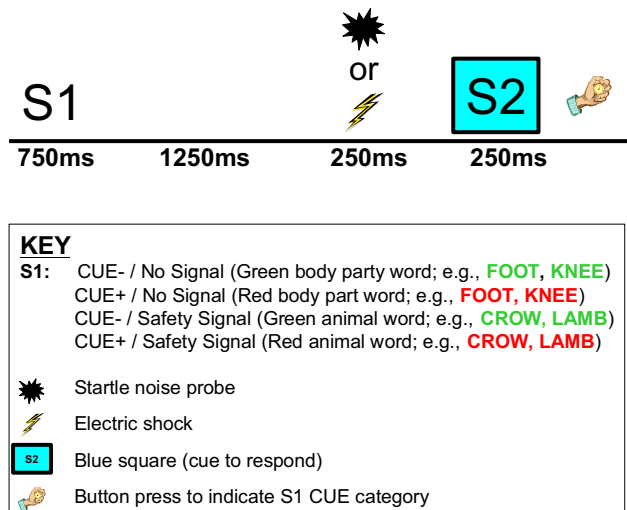 or
S1
S2
750ms 1250ms 250ms 250ms
KEY
S1: CUE- / No Signal (Green body party word; e.g., FOOT, KNEE)
CUE+ / No Signal (Red body part word; e.g., FOOT, KNEE)
CUE- / Safety Signal (Green animal word; e.g., CROW, LAMB)
CUE+ / Safety Signal (Red animal word; e.g., CROW, LAMB)
Startle noise probe
Electric shock
S2 Blue square (cue to respond)
Button press to indicate S1 CUE category